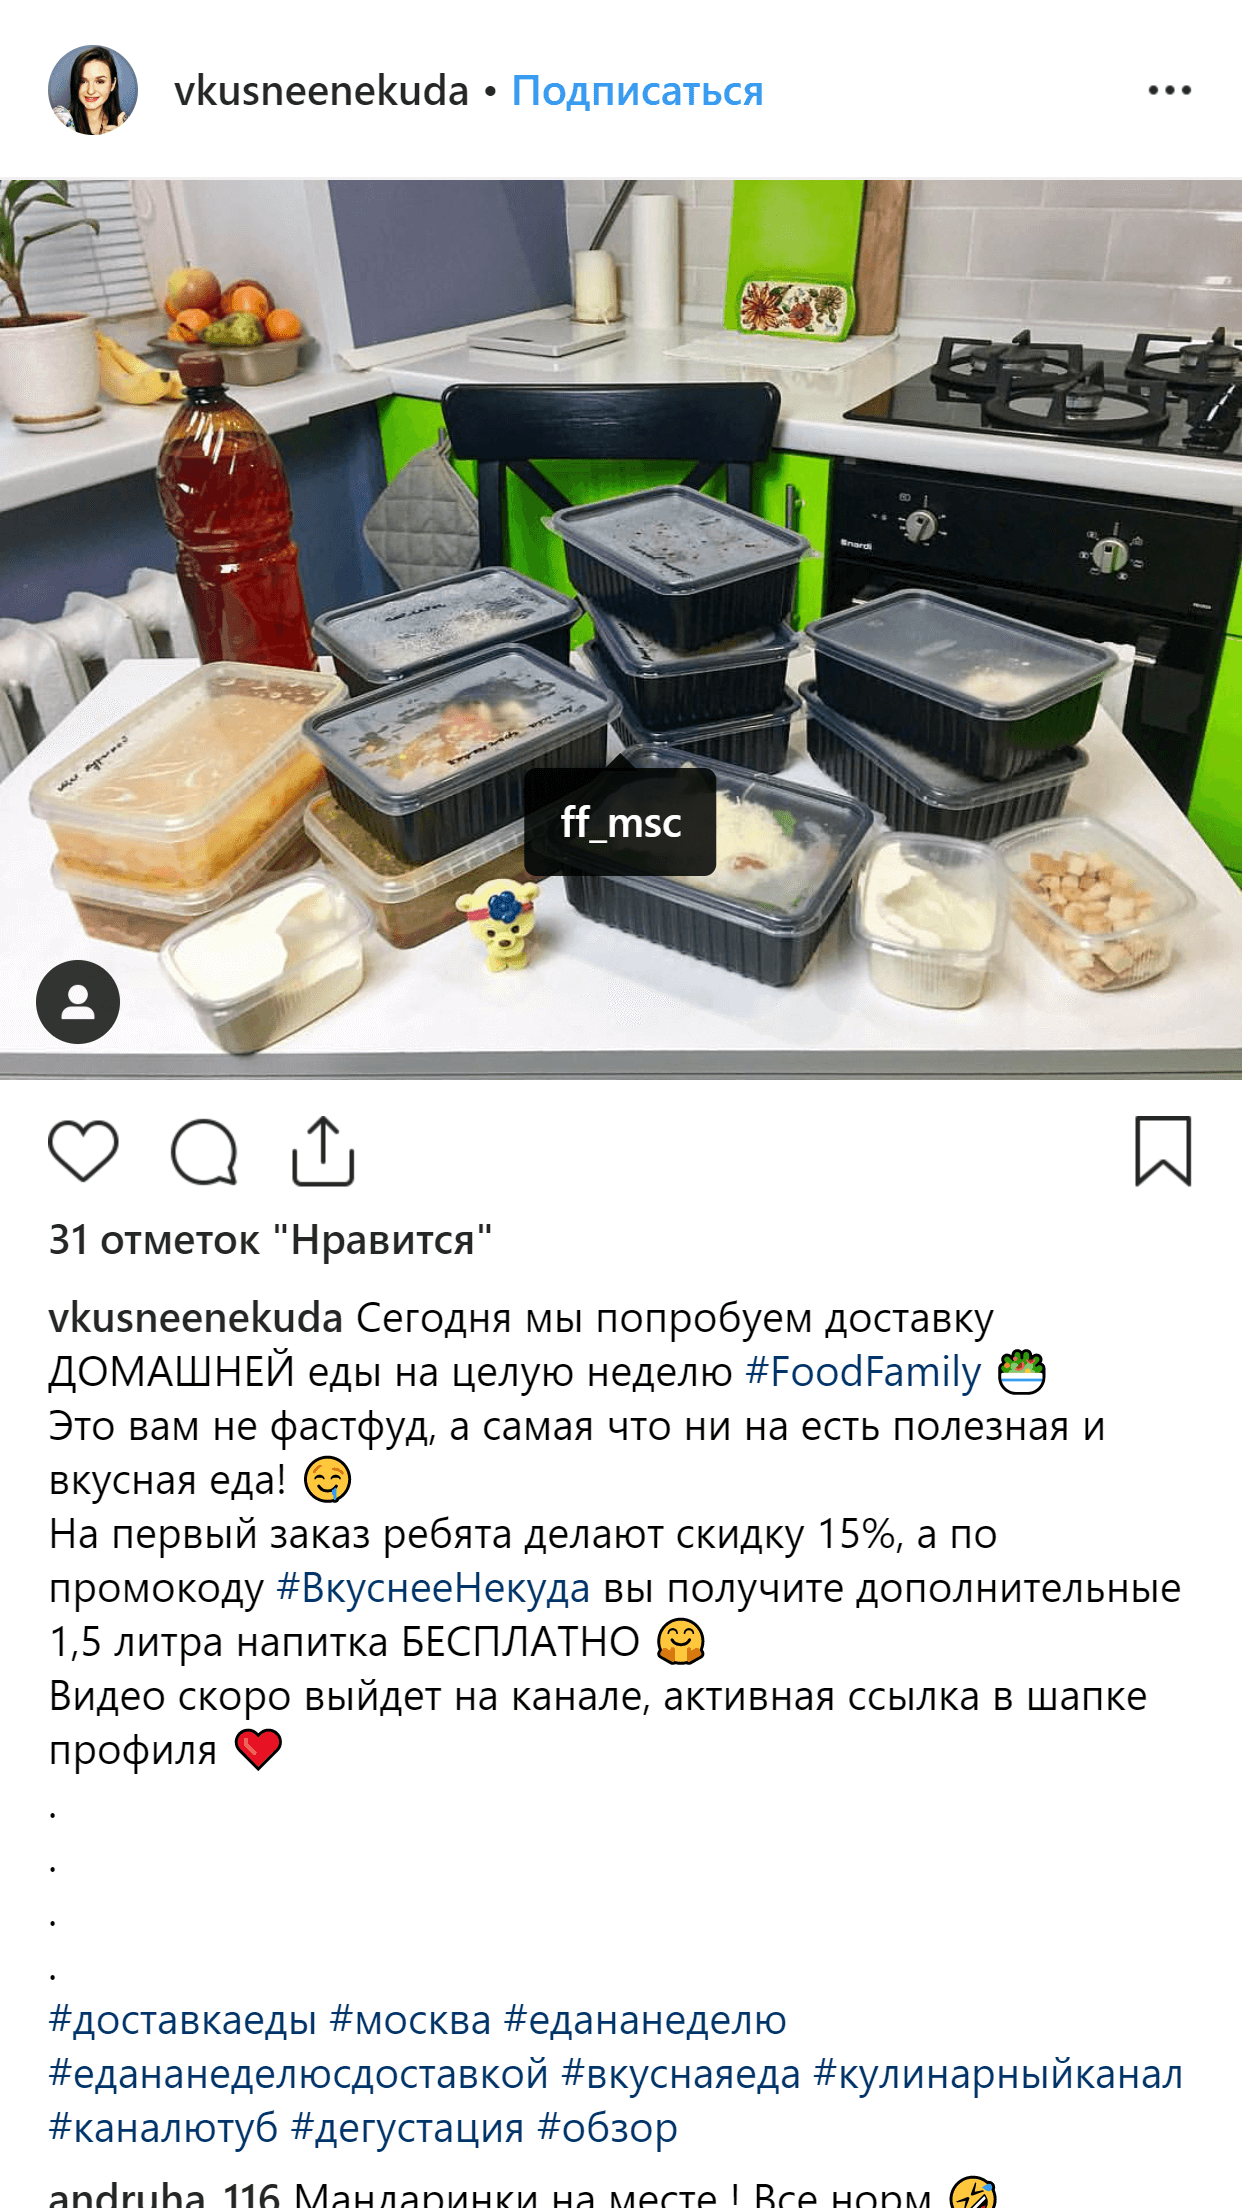 vkusneenekuda • Подписаться
nardi
ff_msc
31 отметок "Нравится"
vkusneenekuda Сегодня мы попробуем доставку
ДОМАШНЕЙ еды на целую неделю #FoodFamily 🥗
Это вам не фастфуд, а самая что ни на есть полезная и
вкусная еда! 🤤
На первый заказ ребята делают скидку 15%, а по
промокоду #ВкуснееНекуда вы получите дополнительные
1,5 литра напитка БЕСПЛАТНО 🤗
Видео скоро выйдет на канале, активная ссылка в шапке
профиля ❤️
.
.
.
.
#доставкаеды #москва #едананеделю
#едананеделюсдоставкой #вкуснаяеда #кулинарныйканал
#каналютуб #дегустация #обзор
andruha_116 Мандаринки на месте ! Все норм 🤣